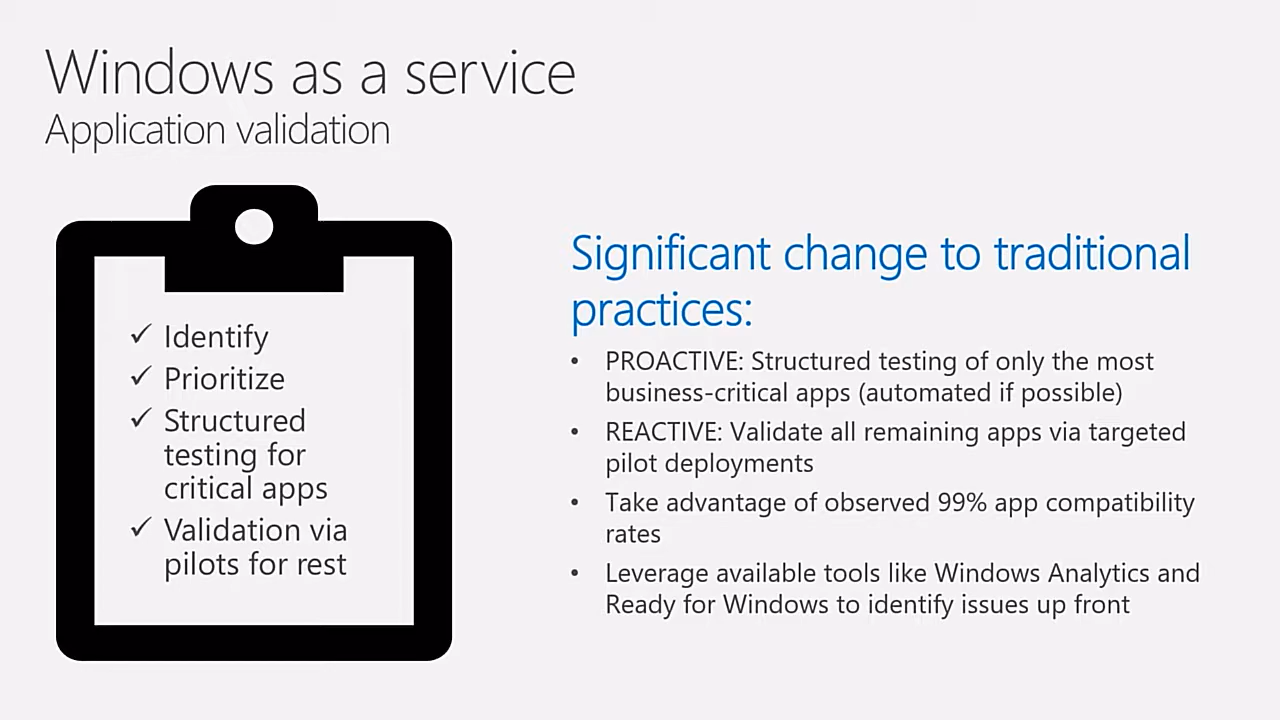 Windows as a service
Application validation
✓ Identify
✓ Prioritize
✓ Structured
testing for
critical apps
✓ Validation via
pilots for rest
Significant change to traditional
practices:
• PROACTIVE: Structured testing of only the most
business-critical apps (automated if possible)
• REACTIVE: Validate all remaining apps via targeted
pilot deployments
• Take advantage of observed 99% app compatibility
rates
• Leverage available tools like Windows Analytics and
Ready for Windows to identify issues up front